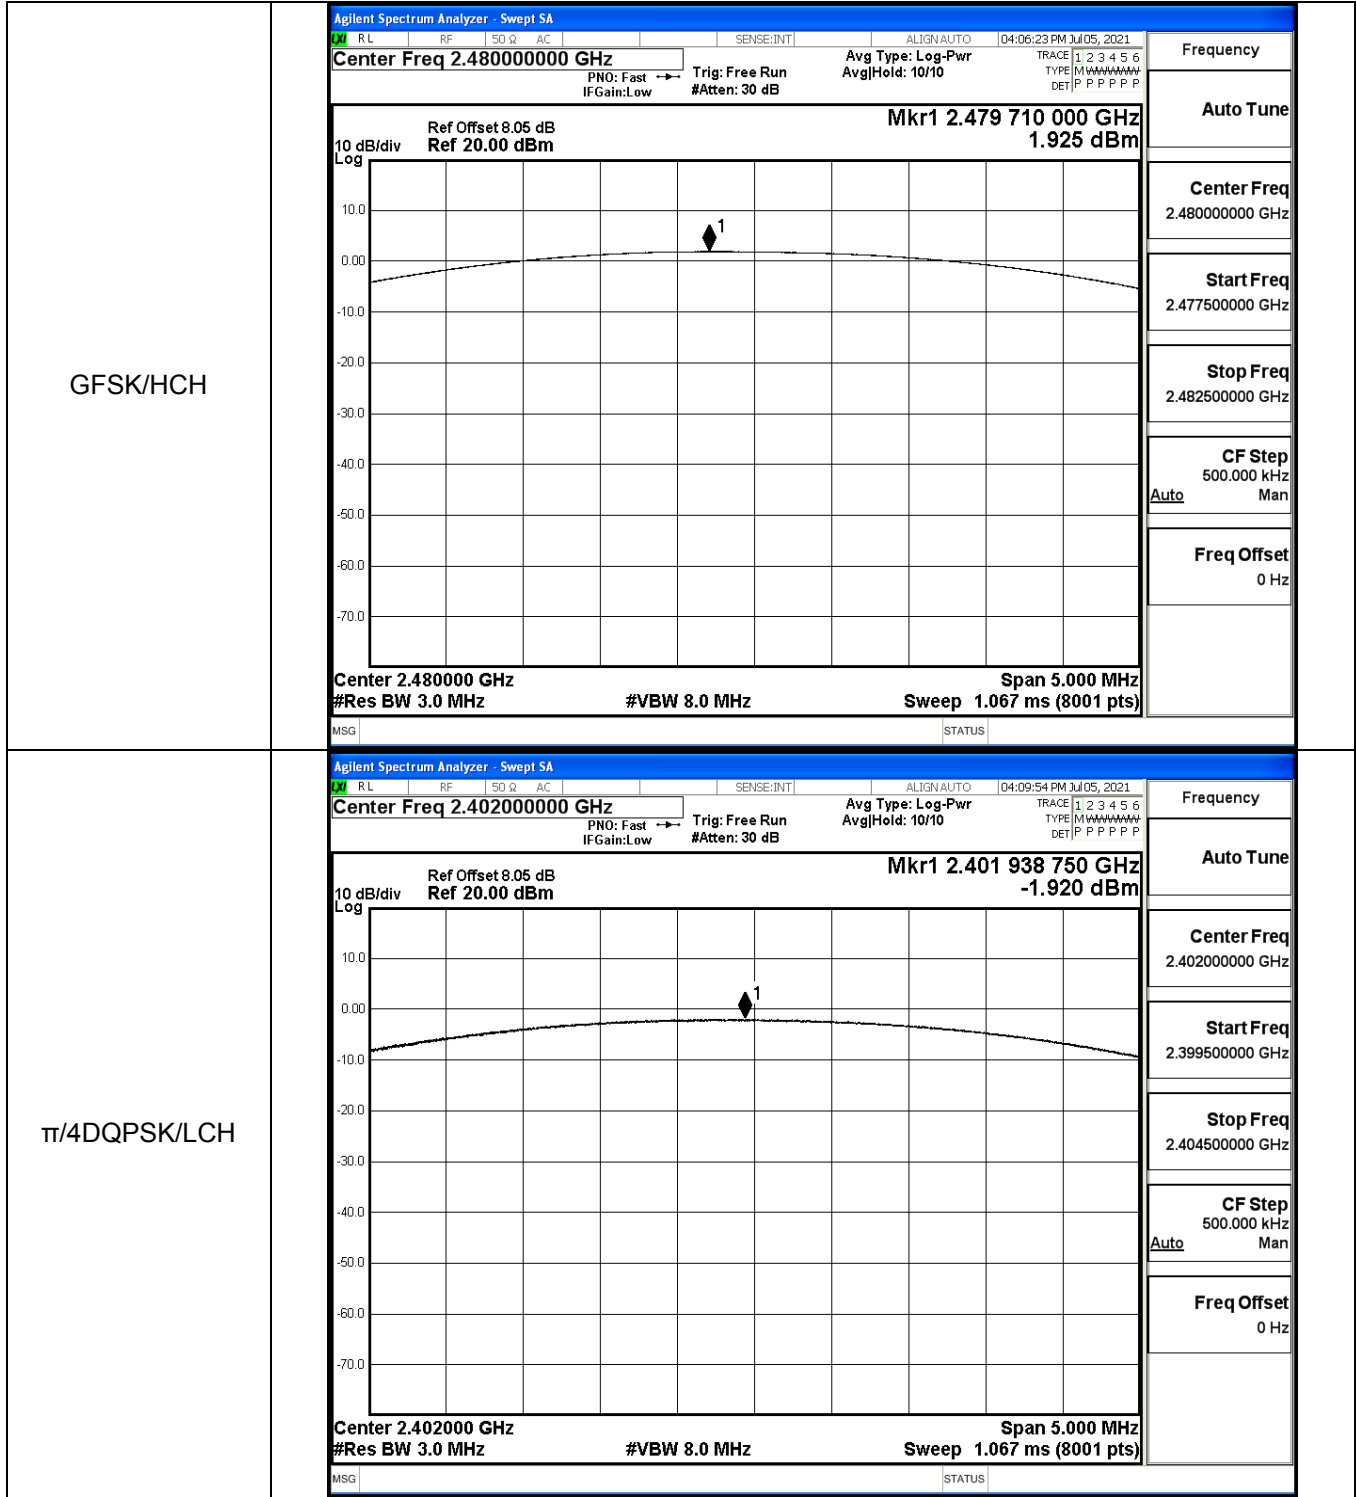 GFSK/HCH
Agilent Spectrum Analyzer - Swept SA
LXI RL RF 50 Ω AC SENSE:INT ALIGN AUTO 04:06:23 PM Jul 05, 2021
Center Freq 2.480000000 GHz
PNO: Fast
IFGain:Low
Trig: Free Run
#Atten: 30 dB
Avg Type: Log-Pwr
Avg|Hold: 10/10
TRACE 1 2 3 4 5 6
TYPE M WWWWW
DET P P P P P P
Ref Offset 8.05 dB
10 dB/div Ref 20.00 dBm
Log
Mkr1 2.479 710 000 GHz
1.925 dBm
10.0
1
0.00
-10.0
-20.0
-30.0
-40.0
-50.0
-60.0
-70.0
Center 2.480000 GHz Span 5.000 MHz
#Res BW 3.0 MHz #VBW 8.0 MHz Sweep 1.067 ms (8001 pts)
MSG STATUS
Frequency
Auto Tune
Center Freq
2.480000000 GHz
Start Freq
2.477500000 GHz
Stop Freq
2.482500000 GHz
CF Step
500.000 kHz
Auto Man
Freq Offset
0 Hz
π/4DQPSK/LCH
Agilent Spectrum Analyzer - Swept SA
LXI RL RF 50 Ω AC SENSE:INT ALIGN AUTO 04:09:54 PM Jul 05, 2021
Center Freq 2.402000000 GHz
PNO: Fast
IFGain:Low
Trig: Free Run
#Atten: 30 dB
Avg Type: Log-Pwr
Avg|Hold: 10/10
TRACE 1 2 3 4 5 6
TYPE M WWWWW
DET P P P P P P
Ref Offset 8.05 dB
10 dB/div Ref 20.00 dBm
Log
Mkr1 2.401 938 750 GHz
-1.920 dBm
10.0
1
0.00
-10.0
-20.0
-30.0
-40.0
-50.0
-60.0
-70.0
Center 2.402000 GHz Span 5.000 MHz
#Res BW 3.0 MHz #VBW 8.0 MHz Sweep 1.067 ms (8001 pts)
MSG STATUS
Frequency
Auto Tune
Center Freq
2.402000000 GHz
Start Freq
2.399500000 GHz
Stop Freq
2.404500000 GHz
CF Step
500.000 kHz
Auto Man
Freq Offset
0 Hz